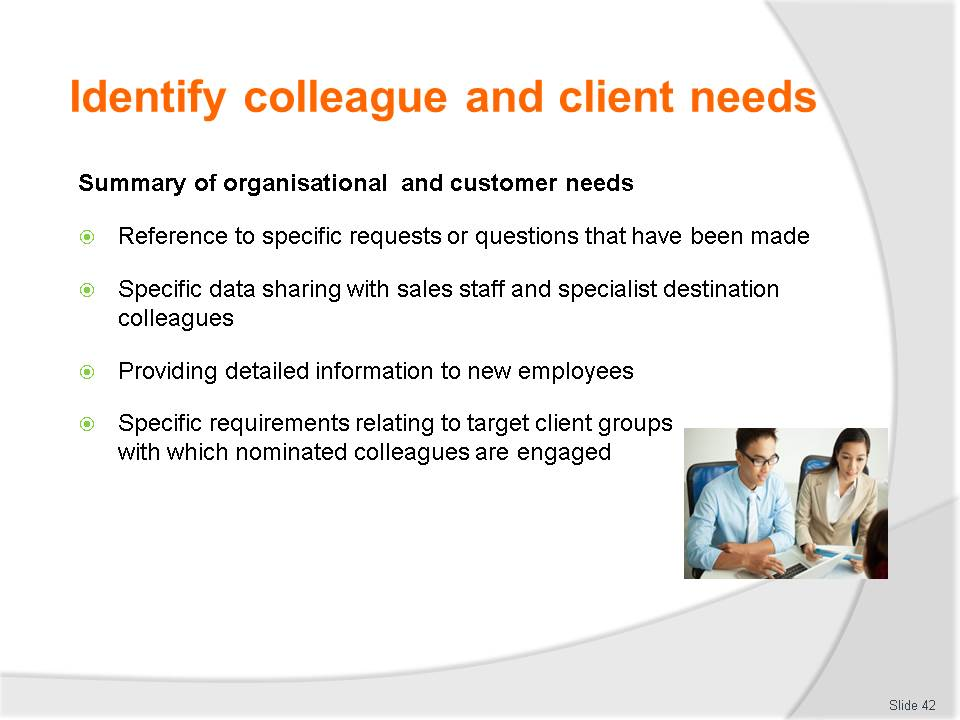 Identify colleague and client needs
Summary of organisational  and customer needs
Reference to specific requests or questions that have been made
Specific data sharing with sales staff and specialist destination
colleagues
Providing detailed information to new employees
Specific requirements relating to target client groups
with which nominated colleagues are engaged
Slide 42